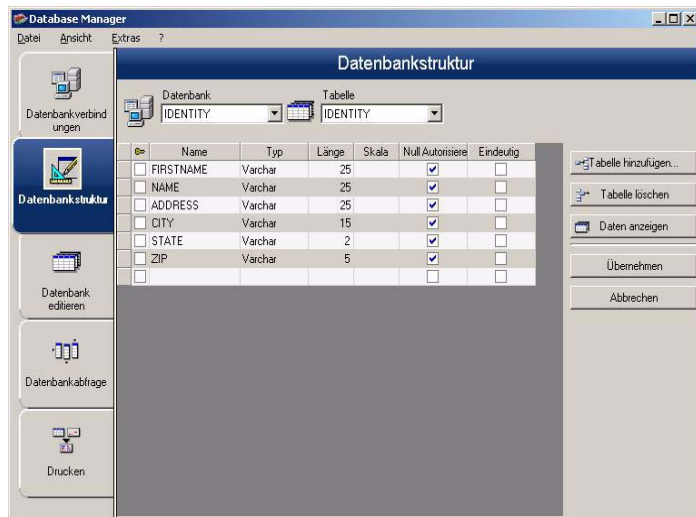 Database Manager
Datei Ansicht Extras ?
Datenbankverbind
ungen
Datenbankstruktur
Datenbank
editieren
Datenbankabfrage
Drucken
Datenbankstruktur
Datenbank Tabelle
IDENTITY IDENTITY
Name Typ Länge Skala Null Autorisiere Eindeutig
FIRSTNAME Varchar 25
NAME Varchar 25
ADDRESS Varchar 25
CITY Varchar 15
STATE Varchar 2
ZIP Varchar 5
Tabelle hinzufügen...
Tabelle löschen
Daten anzeigen
Übernehmen
Abbrechen